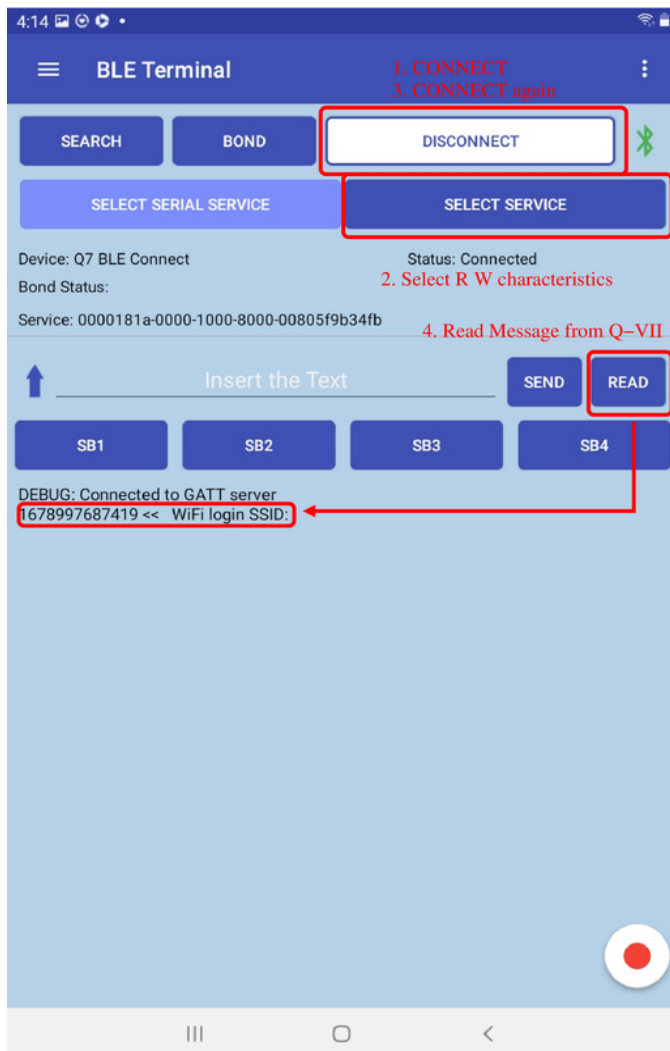 4:14
BLE Terminal
1. CONNECT
3. CONNECT again
SEARCH
BOND
DISCONNECT
SELECT SERIAL SERVICE
SELECT SERVICE
Device: Q7 BLE Connect
Status: Connected
2. Select R W characteristics
Bond Status:
Service: 0000181a-0000-1000-8000-00805f9b34fb
4. Read Message from Q–VII
Insert the Text
SEND
READ
SB1
SB2
SB3
SB4
DEBUG: Connected to GATT server
1678997687419 << WiFi login SSID: